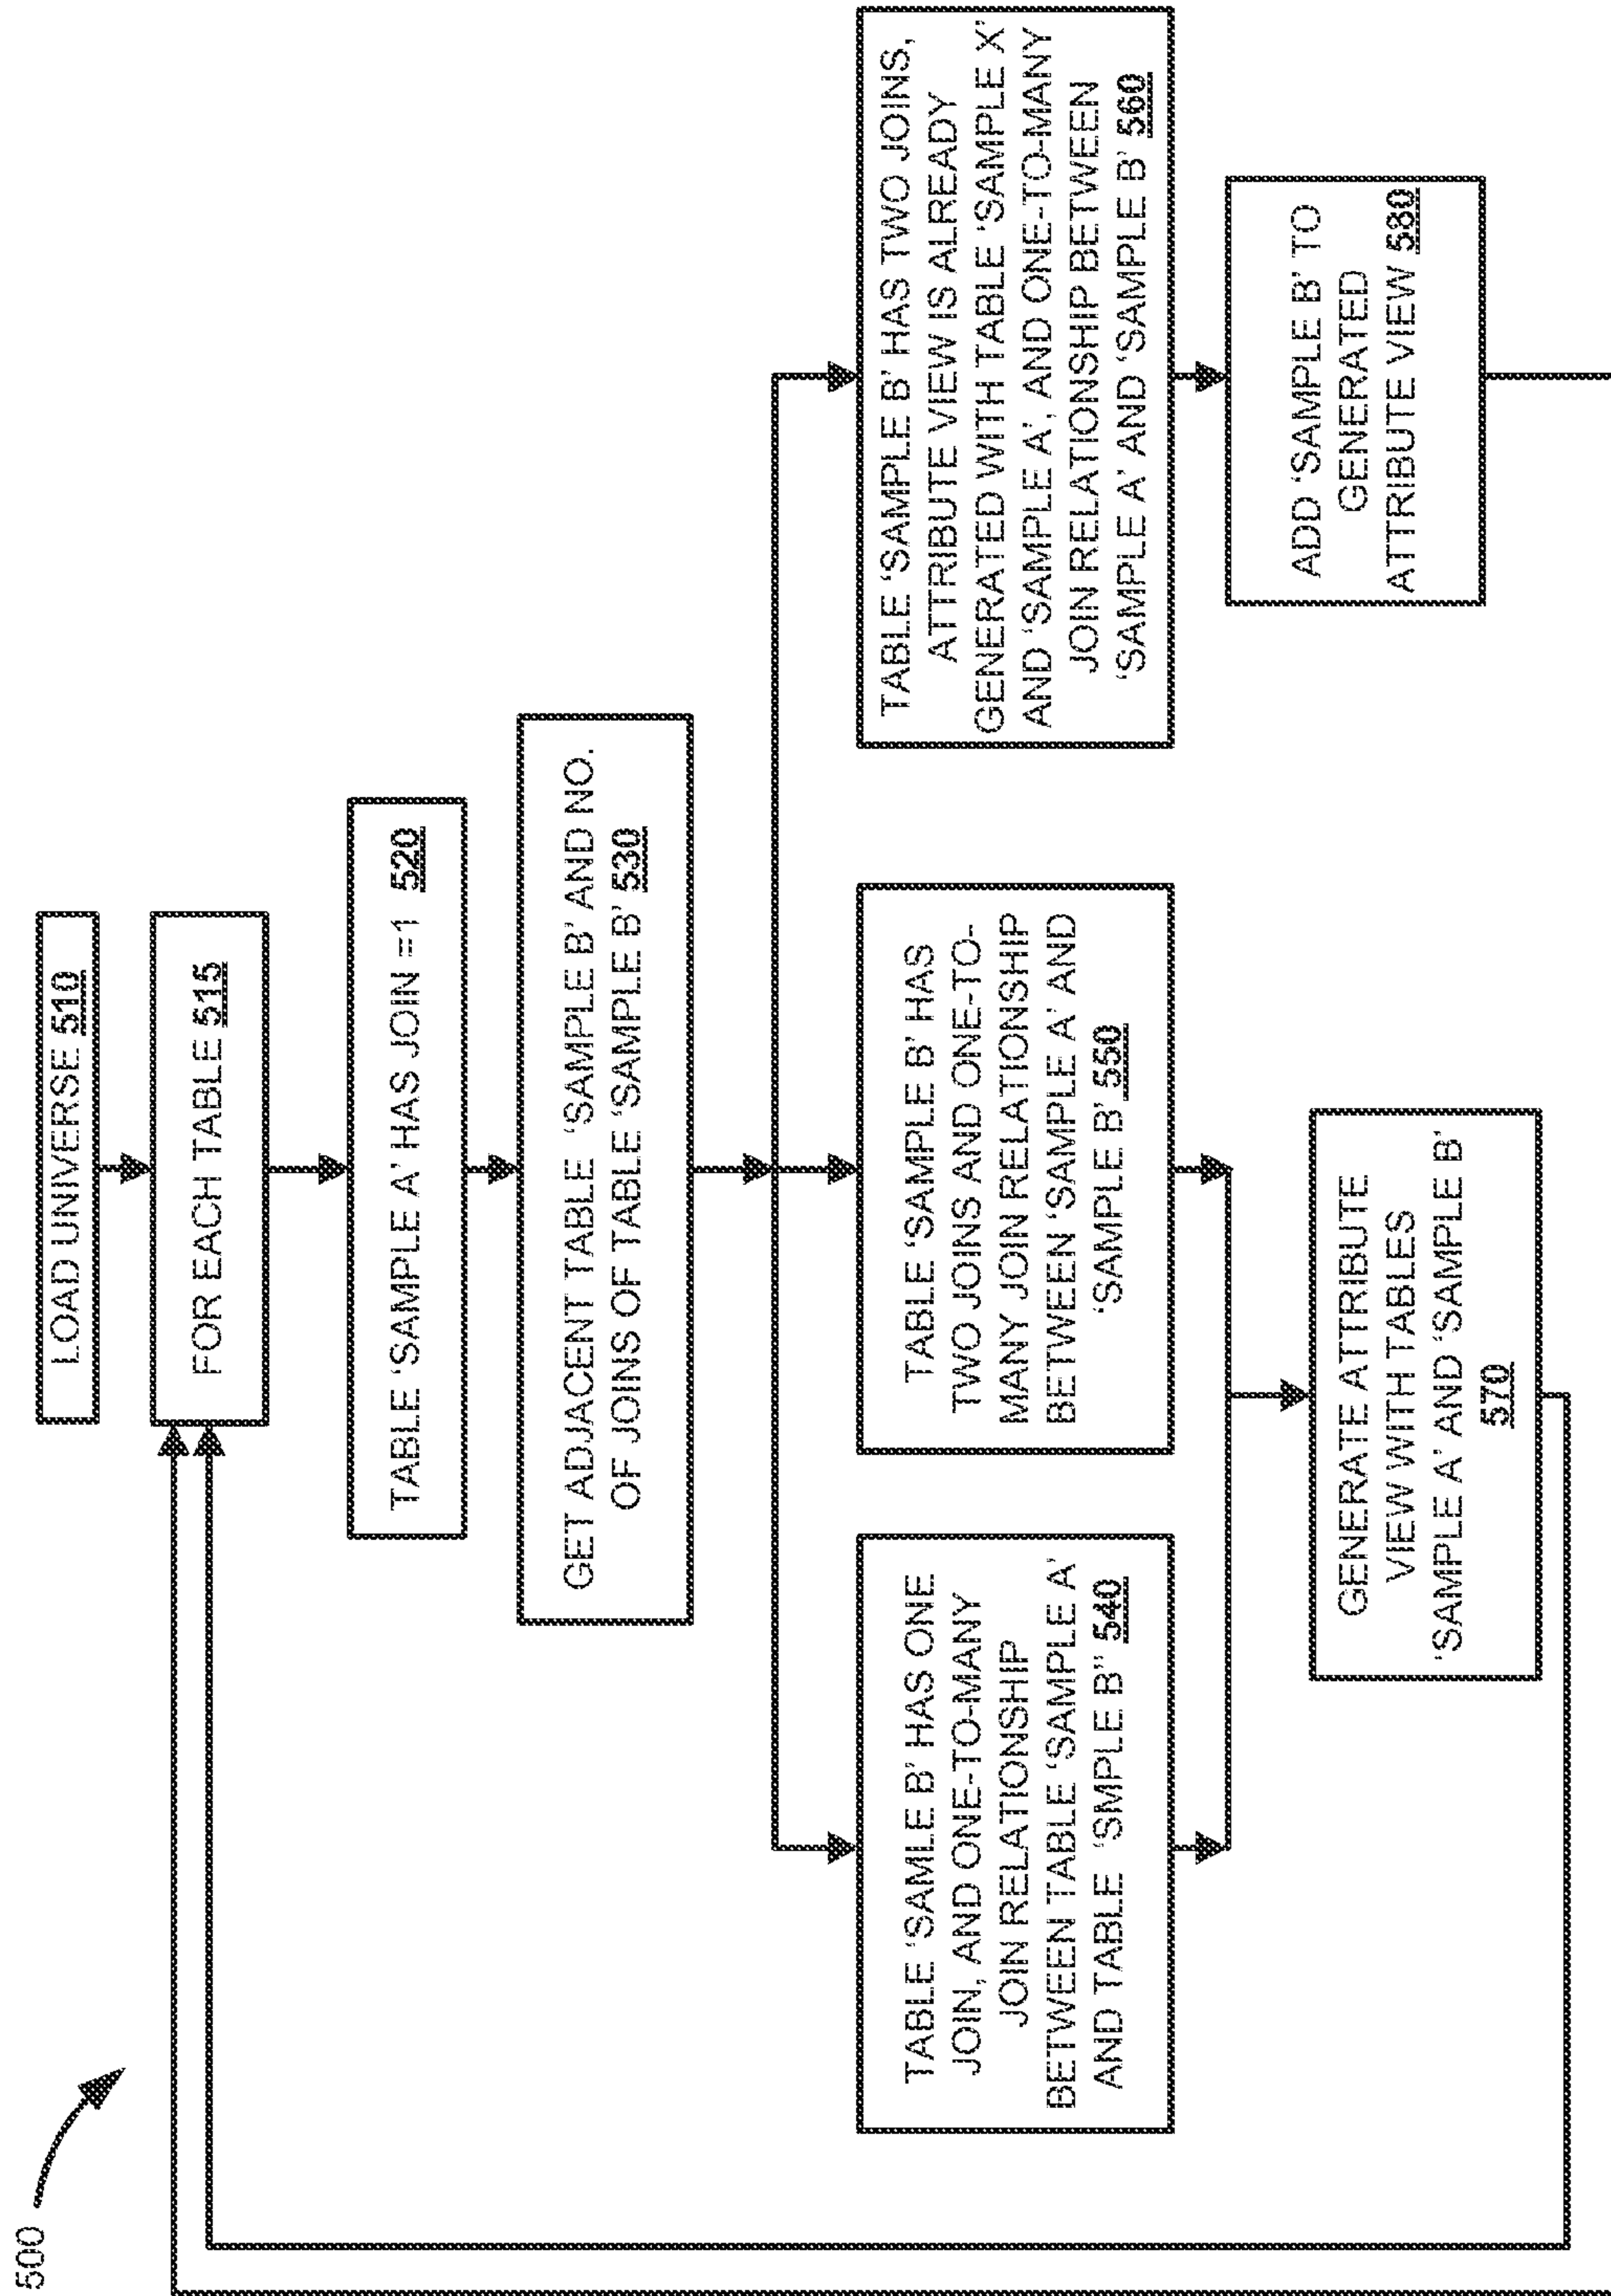 500
LOAD UNIVERSE 510
FOR EACH TABLE 515
TABLE ‘SAMPLE A’ HAS JOIN =1 520
GET ADJACENT TABLE ‘SAMPLE B’ AND NO.
OF JOINS OF TABLE ‘SAMPLE B’ 530
TABLE ‘SAMLE B’ HAS ONE
JOIN, AND ONE-TO-MANY
JOIN RELATIONSHIP
BETWEEN TABLE ‘SAMPLE A’
AND TABLE ‘SMPLE B” 540
TABLE ‘SAMPLE B’ HAS
TWO JOINS AND ONE-TO-
MANY JOIN RELATIONSHIP
BETWEEN ‘SAMPLE A’ AND
‘SAMPLE B’ 550
TABLE ‘SAMPLE B’ HAS TWO JOINS,
ATTRIBUTE VIEW IS ALREADY
GENERATED WITH TABLE ‘SAMPLE X’
AND ‘SAMPLE A’, AND ONE-TO-MANY
JOIN RELATIONSHIP BETWEEN
‘SAMPLE A’ AND ‘SAMPLE B’ 560
GENERATE ATTRIBUTE
VIEW WITH TABLES
‘SAMPLE A’ AND ‘SAMPLE B’
570
ADD ‘SAMPLE B’ TO
GENERATED
ATTRIBUTE VIEW 580